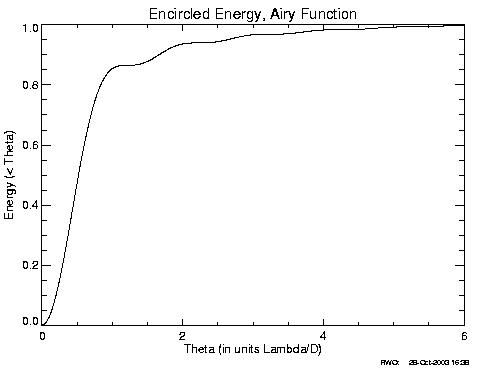 Encircled Energy, Airy Function
Energy (< Theta)
1.0
0.8
0.6
0.4
0.2
0.0
0 2 4 6
Theta (in units Lambda/D)
RWO: 28-Oct-2003 16:38